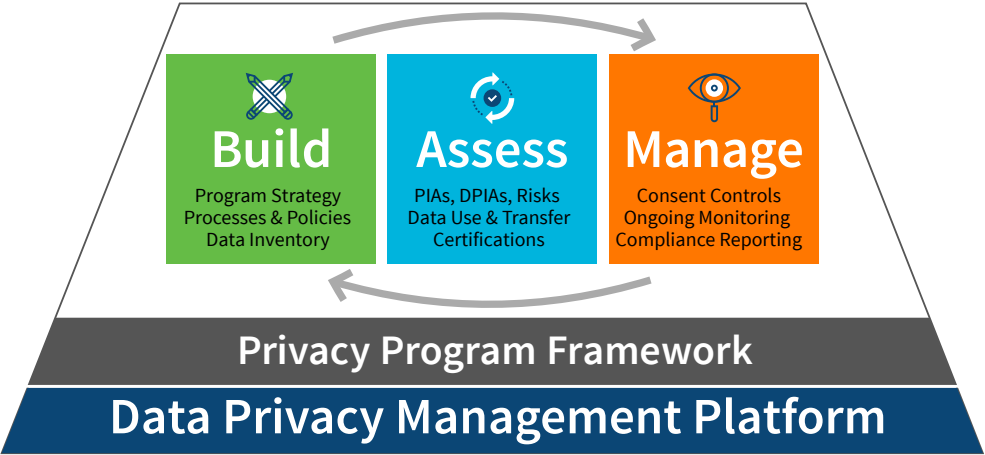 Build
Program Strategy
Processes & Policies
Data Inventory
Assess
PIAs, DPIAs, Risks
Data Use & Transfer
Certifications
Manage
Consent Controls
Ongoing Monitoring
Compliance Reporting
Privacy Program Framework
Data Privacy Management Platform